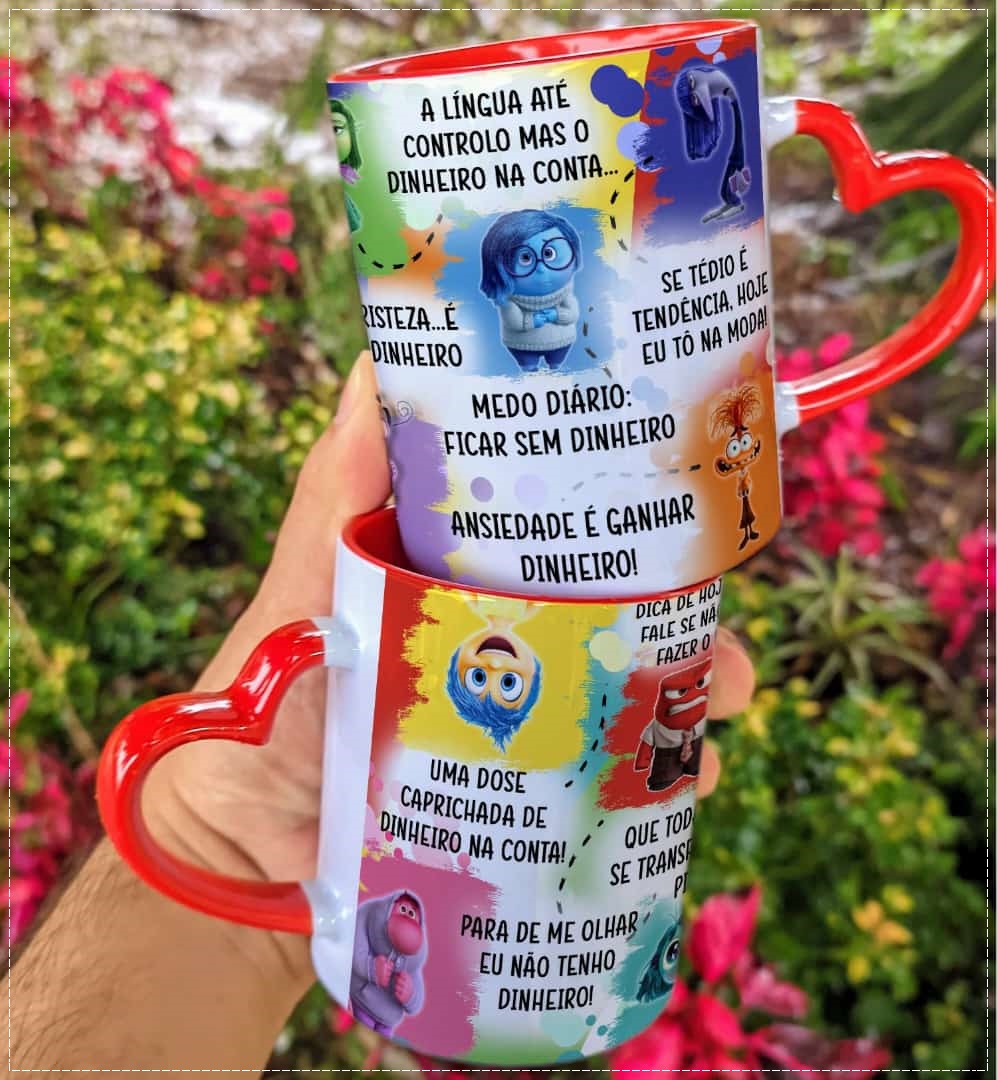 A LÍNGUA ATÉ
CONTROLO MAS O
DINHEIRO NA CONTA...
SE TÉDIO É
TENDÊNCIA, HOJE
EU TÔ NA MODA!
RISTEZA...É
DINHEIRO
MEDO DIÁRIO:
FICAR SEM DINHEIRO
ANSIEDADE É GANHAR
DINHEIRO!
DICA DE HOJ
FALE SE NÃ
FAZER O
UMA DOSE
CAPRICHADA DE
DINHEIRO NA CONTA!
QUE TOD
SE TRANSF
PARA DE ME OLHAR
EU NÃO TENHO
DINHEIRO!